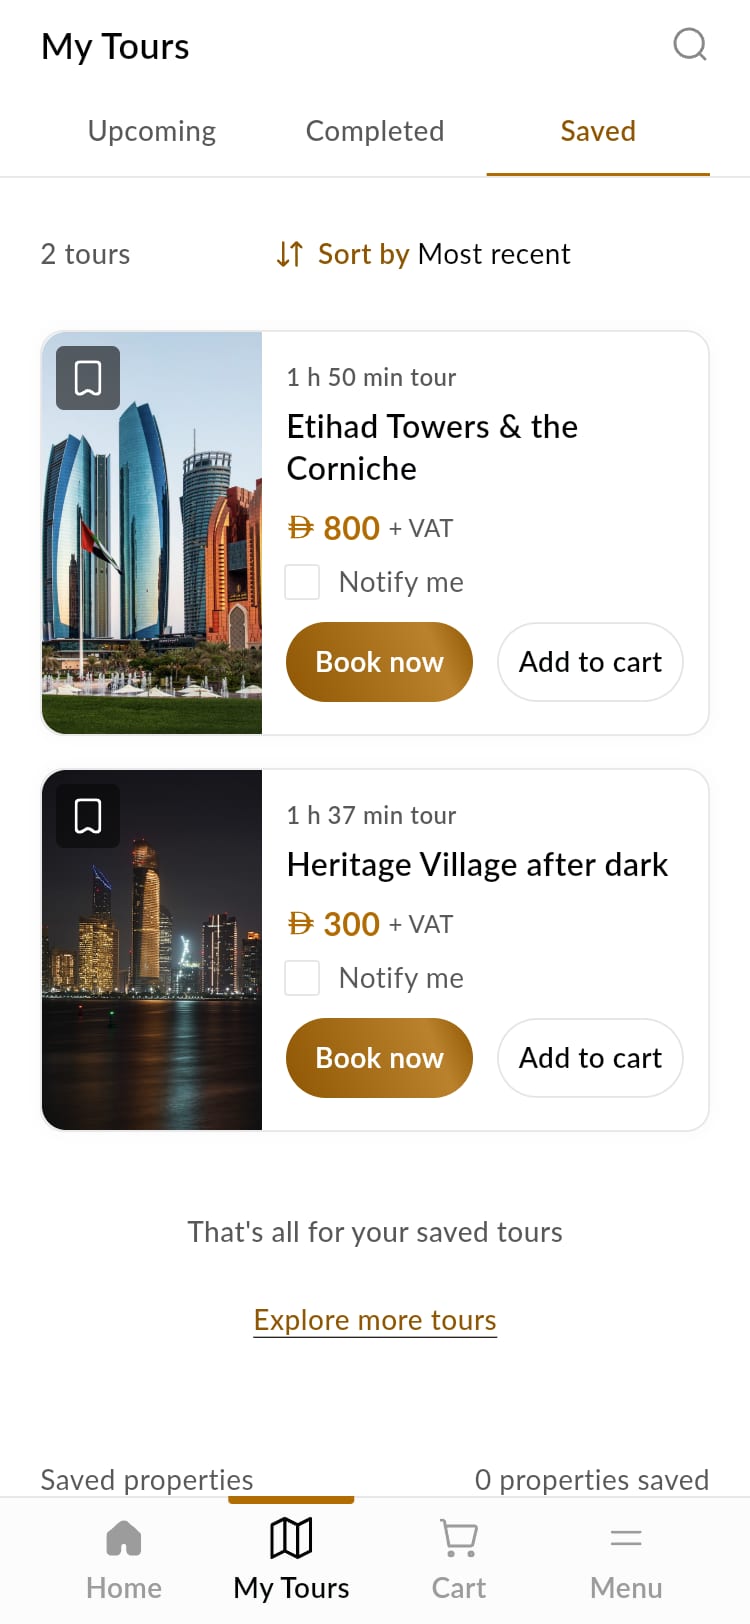 My Tours
Upcoming
Completed
Saved
2 tours
Sort by Most recent
1 h 50 min tour
Etihad Towers & the
Corniche
800 + VAT
Notify me
Book now
Add to cart
1 h 37 min tour
Heritage Village after dark
300 + VAT
Notify me
Book now
Add to cart
That's all for your saved tours
Explore more tours
Saved properties
0 properties saved
Home
My Tours
Cart
Menu